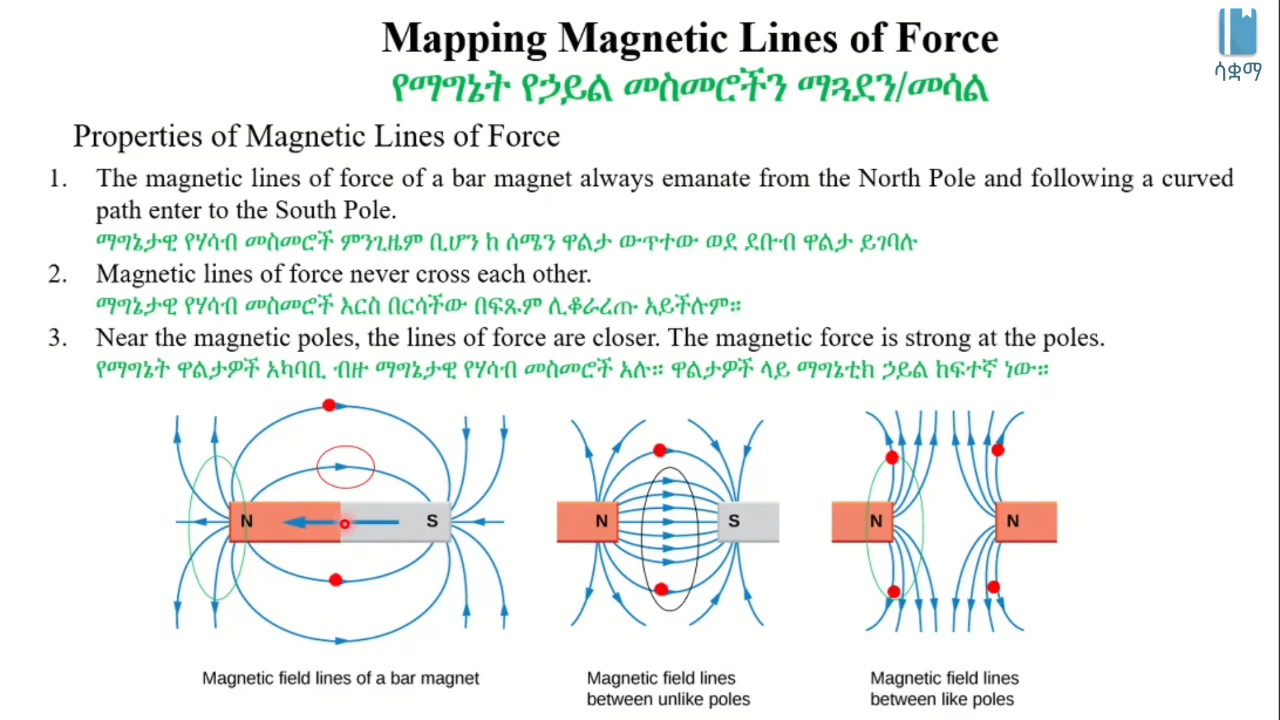 Mapping Magnetic Lines of Force
ሳቋማ
የማግኔት የኃይል መስመሮችን ማጓደን/መሳል
Properties of Magnetic Lines of Force
1. The magnetic lines of force of a bar magnet always emanate from the North Pole and following a curved
path enter to the South Pole.
ማግኔታዊ የሃሳብ መስመሮች ምንጊዜም ቢሆን ከ ሰሜን ዋልታ ውጥተው ወደ ደቡብ ዋልታ ይገባሉ
2. Magnetic lines of force never cross each other.
ማግኔታዊ የሃሳብ መስመሮች እርስ በርሳችው በፍጹም ሊቆራረጡ አይችሉም።
3. Near the magnetic poles, the lines of force are closer. The magnetic force is strong at the poles.
የማግኔት ዋልታዎች አካባቢ ብዙ ማግኔታዊ የሃሳብ መስመሮች አሉ። ዋልታዎች ላይ ማግኔቲክ ኃይል ከፍተኛ ነው።
N S
N S
N N
Magnetic field lines of a bar magnet
Magnetic field lines
between unlike poles
Magnetic field lines
between like poles